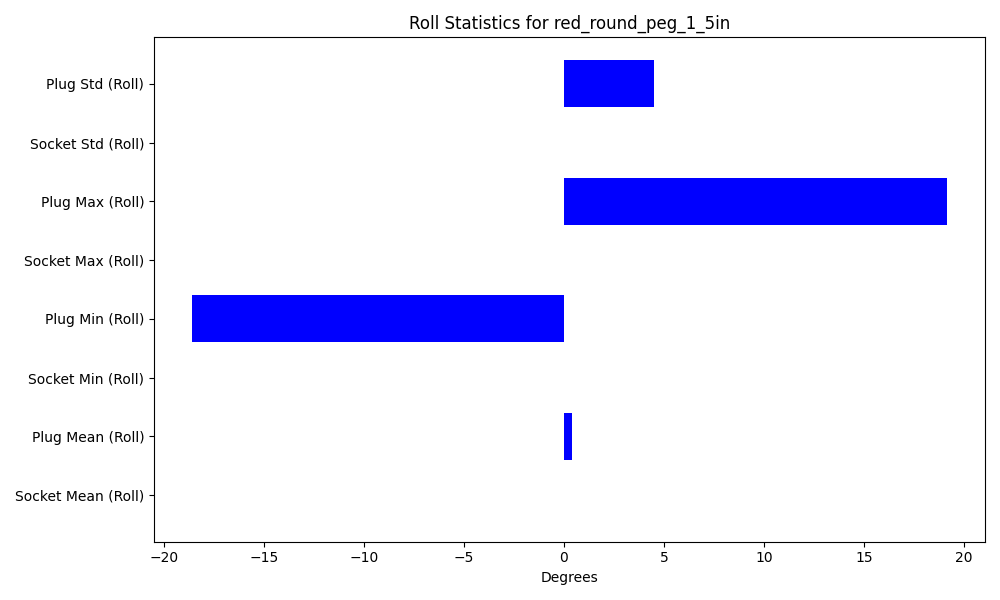 Roll Statistics for red_round_peg_1_5in
Plug Std (Roll)
Socket Std (Roll)
Plug Max (Roll)
Socket Max (Roll)
Plug Min (Roll)
Socket Min (Roll)
Plug Mean (Roll)
Socket Mean (Roll)
−20 −15 −10 −5 0 5 10 15 20
Degrees